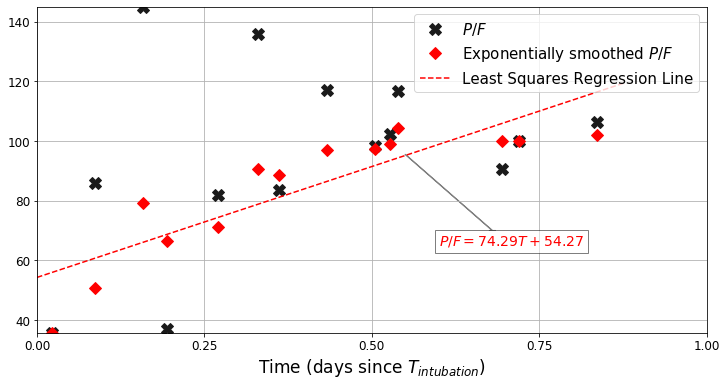 P/F
Exponentially smoothed P/F
Least Squares Regression Line
140
120
100
80
60
40
P/F = 74.29T + 54.27
0.00 0.25 0.50 0.75 1.00
Time (days since T_intubation)